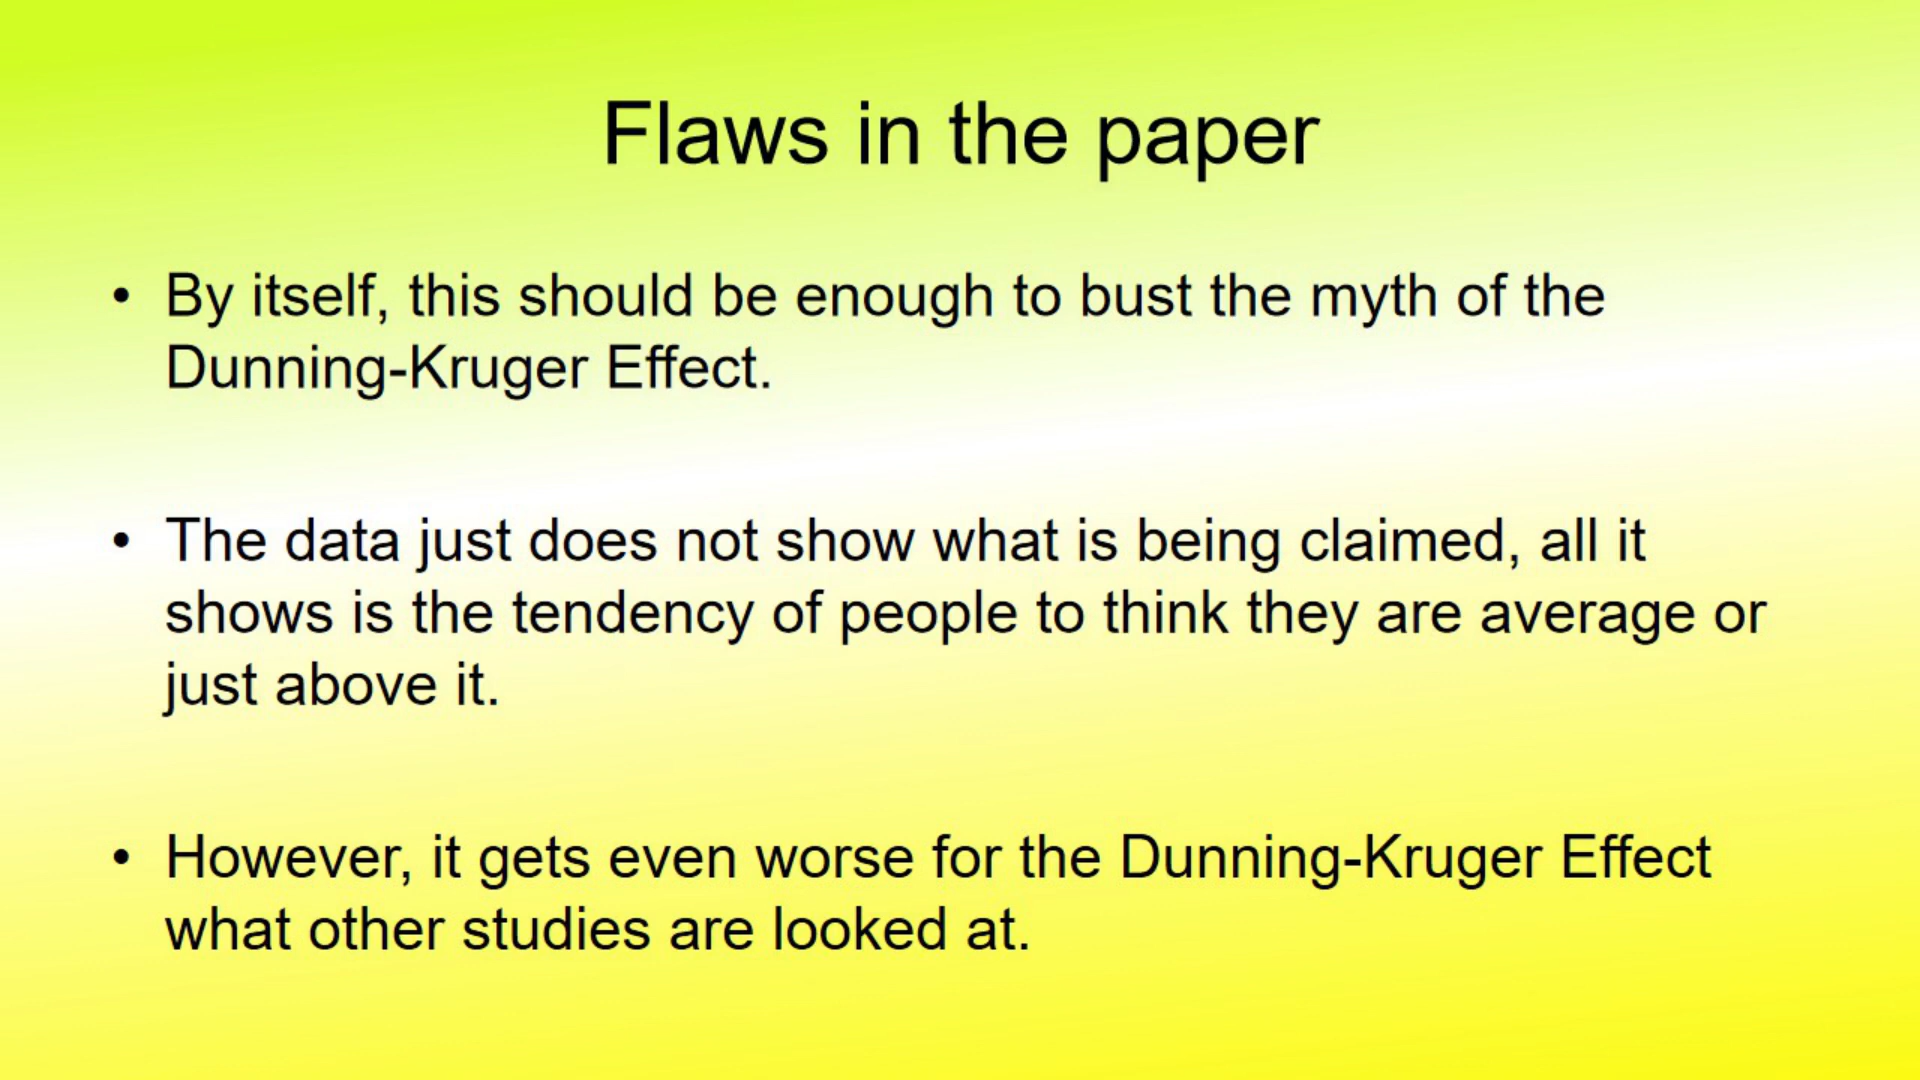 Flaws in the paper
• By itself, this should be enough to bust the myth of the
Dunning-Kruger Effect.
• The data just does not show what is being claimed, all it
shows is the tendency of people to think they are average or
just above it.
• However, it gets even worse for the Dunning-Kruger Effect
what other studies are looked at.